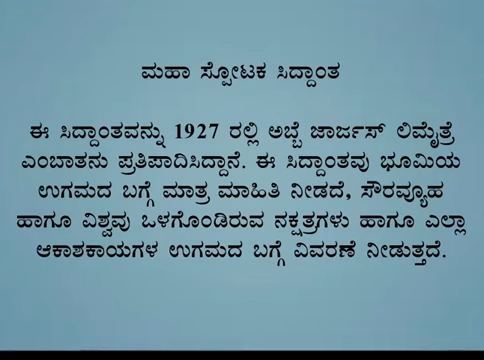 ಮಹಾ ಸ್ಪೋಟಕ ಸಿದ್ದಾಂತ
ಈ ಸಿದ್ದಾಂತವನ್ನು 1927 ರಲ್ಲಿ ಅಬ್ಬೆ ಜಾರ್ಜಸ್ ಲಿಮೈತ್ರೆ
ಎಂಬಾತನು ಪ್ರತಿಪಾದಿಸಿದ್ದಾನೆ. ಈ ಸಿದ್ದಾಂತವು ಭೂಮಿಯ
ಉಗಮದ ಬಗ್ಗೆ ಮಾತ್ರ ಮಾಹಿತಿ ನೀಡದೆ, ಸೌರವ್ಯೂಹ
ಹಾಗೂ ವಿಶ್ವವು ಒಳಗೊಂಡಿರುವ ನಕ್ಷತ್ರಗಳು ಹಾಗೂ ಎಲ್ಲಾ
ಆಕಾಶಕಾಯಗಳ ಉಗಮದ ಬಗ್ಗೆ ವಿವರಣೆ ನೀಡುತ್ತದೆ.